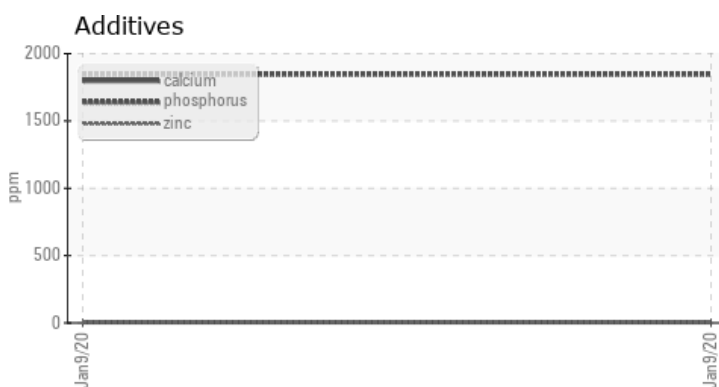 Additives
2000
1500
1000
500
0
ppm
calcium
phosphorus
zinc
Jan9/20
Jan9/20